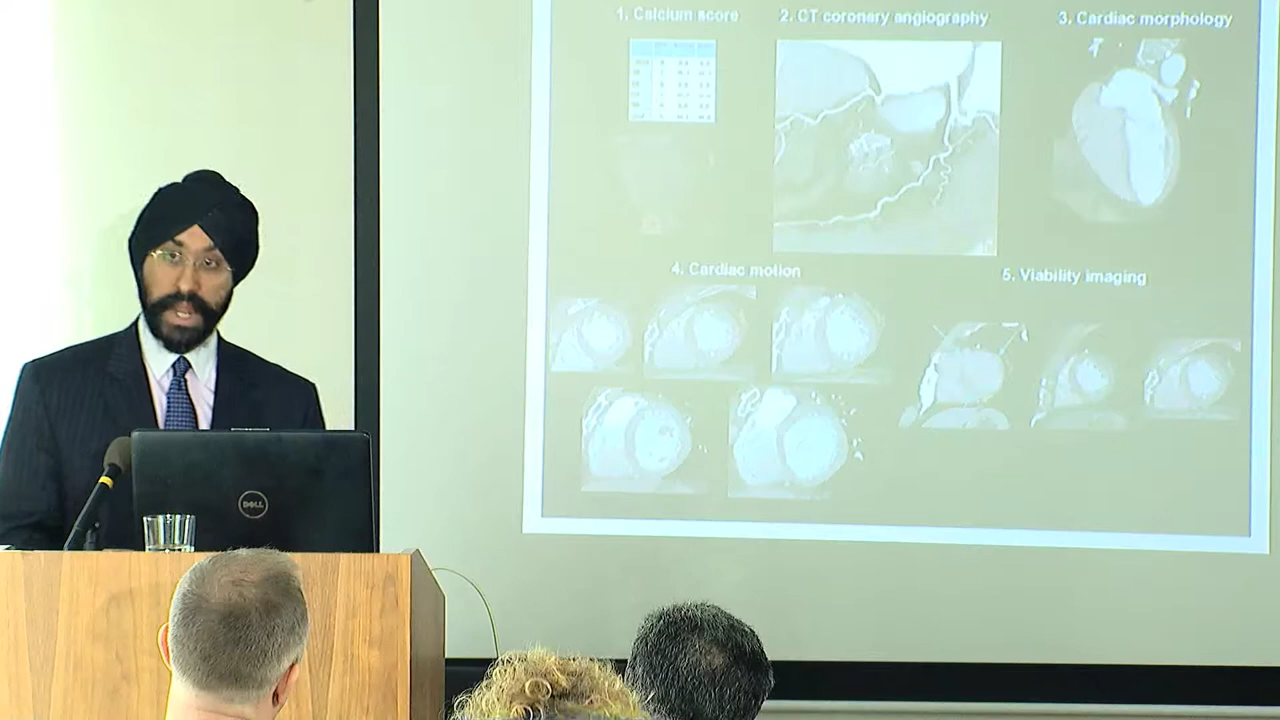 1. Calcium score
2. CT coronary angiography
3. Cardiac morphology
4. Cardiac motion
5. Viability imaging
DELL